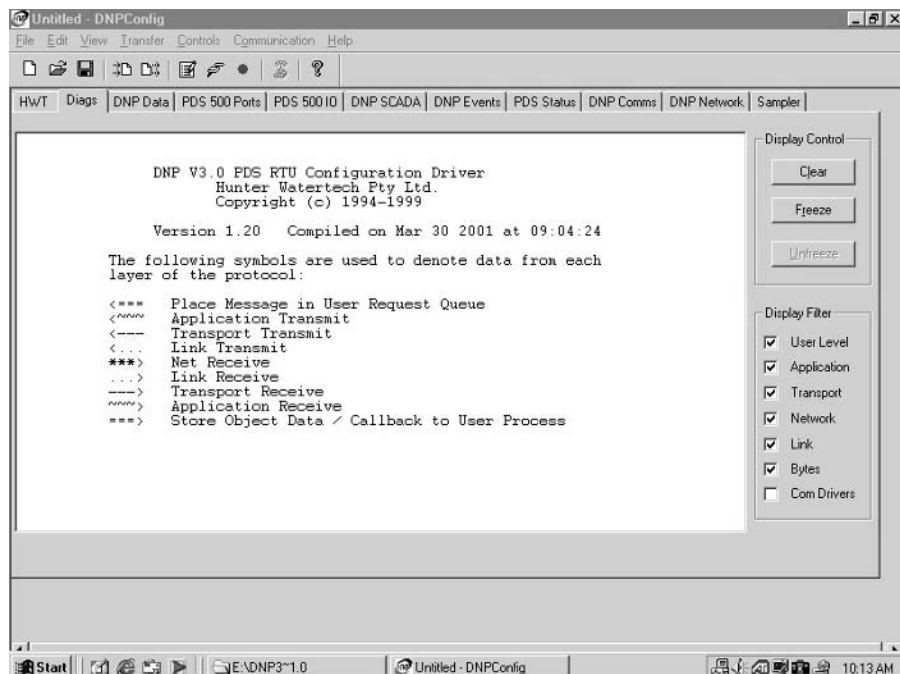 Untitled - DNPConfig
File Edit View Transfer Controls Communication Help
HWT Diags DNP Data PDS 500 Ports PDS 500 IO DNP SCADA DNP Events PDS Status DNP Comms DNP Network Sampler
DNP V3.0 PDS RTU Configuration Driver
Hunter Watertech Pty Ltd.
Copyright (c) 1994-1999
Version 1.20 Compiled on Mar 30 2001 at 09:04:24
The following symbols are used to denote data from each
layer of the protocol:
<=== Place Message in User Request Queue
<~~~ Application Transmit
<--- Transport Transmit
<... Link Transmit
***> Net Receive
...> Link Receive
---> Transport Receive
~~~> Application Receive
===> Store Object Data / Callback to User Process
Display Control
Clear
Freeze
Unfreeze
Display Filter
User Level
Application
Transport
Network
Link
Bytes
Com Drivers
Start E:\DNP3~1.0 Untitled - DNPConfig 10:13 AM